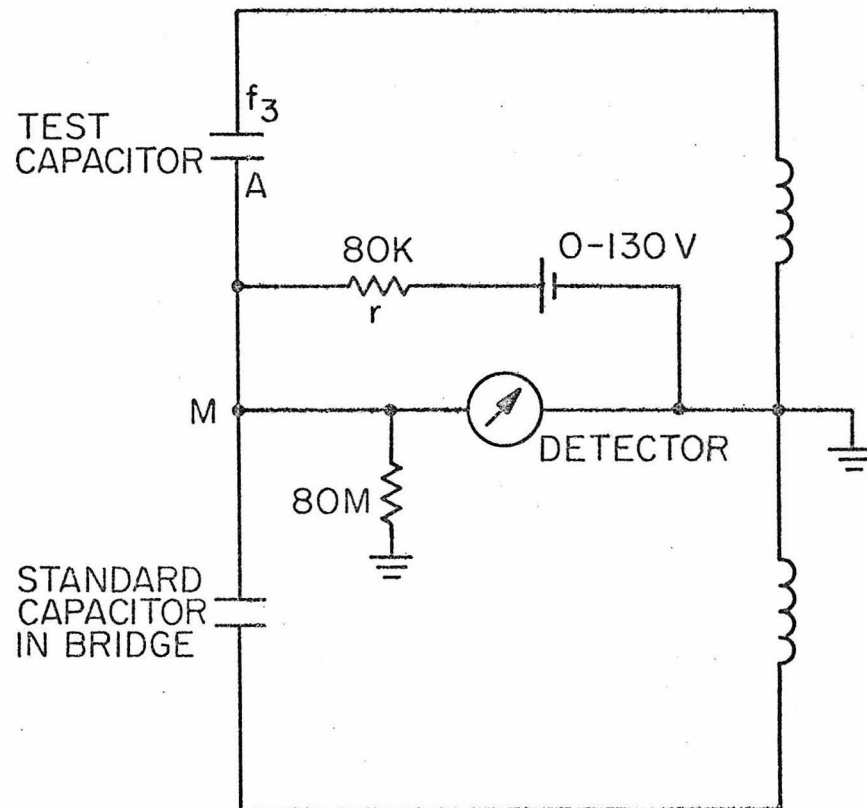 f3
TEST
CAPACITOR
A
80K
0-130 V
r
M
DETECTOR
80M
STANDARD
CAPACITOR
IN BRIDGE